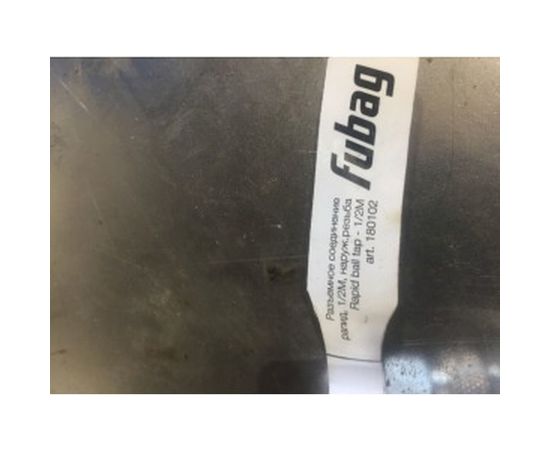 fubag
Разъемное соединение
рапид, 1/2M, наруж.резьба
Rapid ball tap - 1/2M
art. 180102